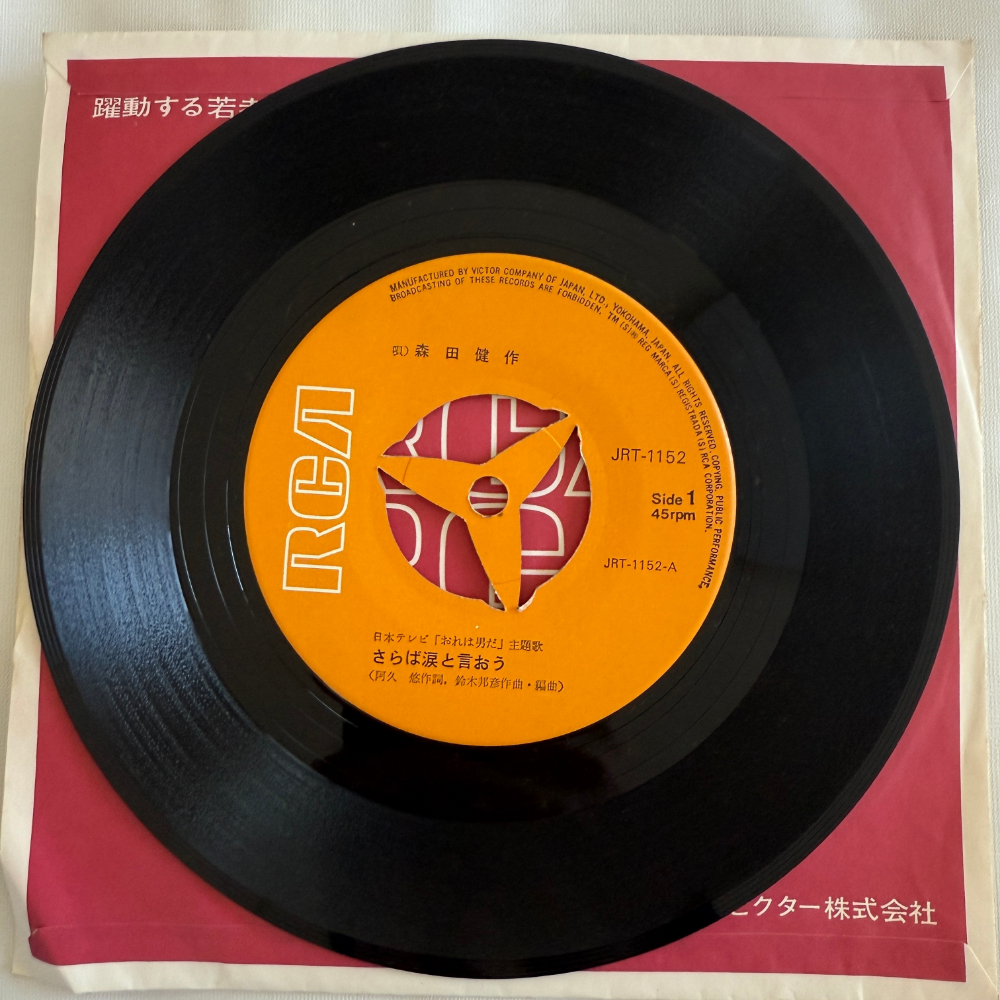 躍動する若
MANUFACTURED BY VICTOR COMPANY OF JAPAN, LTD., YOKOHAMA, JAPAN. ALL RIGHTS RESERVED. COPYING, PUBLIC PERFORMANCE,
BROADCASTING OF THESE RECORDS ARE FORBIDDEN. TM(S)® REG MARCA(S) REGISTRADA(S) RCA CORPORATION.
唄) 森田健作
RCA
JRT-1152
Side 1
45rpm
JRT-1152-A
日本テレビ「おれは男だ」主題歌
さらば涙と言おう
(阿久 悠作詞, 鈴木邦彦作曲・編曲)
クター株式会社